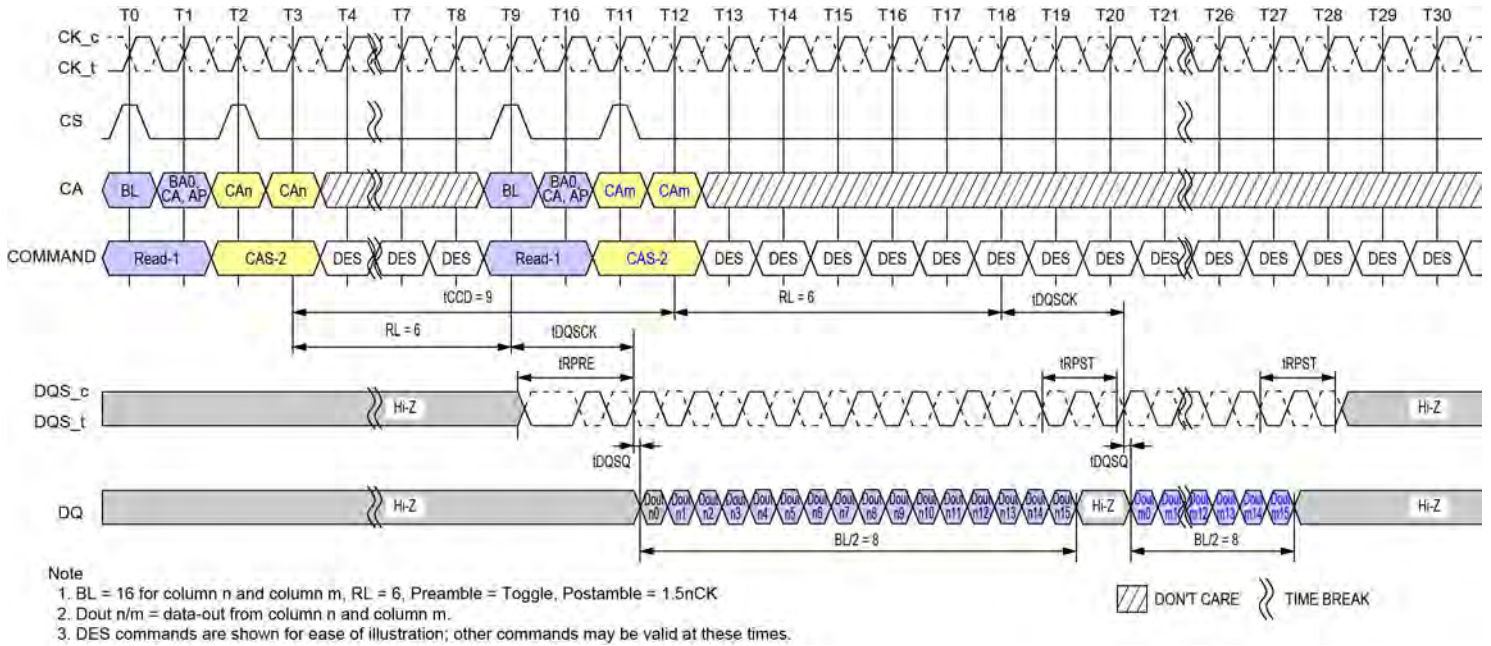 T0 T1 T2 T3 T4 T7 T8 T9 T10 T11 T12 T13 T14 T15 T16 T17 T18 T19 T20 T21 T26 T27 T28 T29 T30
CK_c
CK_t
CS
CA BL BA0, CA, AP CAn CAn BL BA0, CA, AP CAm CAm
COMMAND Read-1 CAS-2 DES DES DES Read-1 CAS-2 DES DES DES DES DES DES DES DES DES DES DES DES DES DES
tCCD = 9 RL = 6 tDQSCK
RL = 6 tDQSCK
tRPRE tRPST tRPST
DQS_c
DQS_t
Hi-Z Hi-Z
tDQSQ tDQSQ
DQ Hi-Z Dout n0 Dout n1 Dout n2 Dout n3 Dout n4 Dout n5 Dout n6 Dout n7 Dout n8 Dout n9 Dout n10 Dout n11 Dout n12 Dout n13 Dout n14 Dout n15 Hi-Z Dout m0 Dout m1 Dout m12 Dout m13 Dout m14 Dout m15 Hi-Z
BL/2 = 8 BL/2 = 8
Note
1. BL = 16 for column n and column m, RL = 6, Preamble = Toggle, Postamble = 1.5nCK
2. Dout n/m = data-out from column n and column m.
3. DES commands are shown for ease of illustration; other commands may be valid at these times.
DON'T CARE TIME BREAK